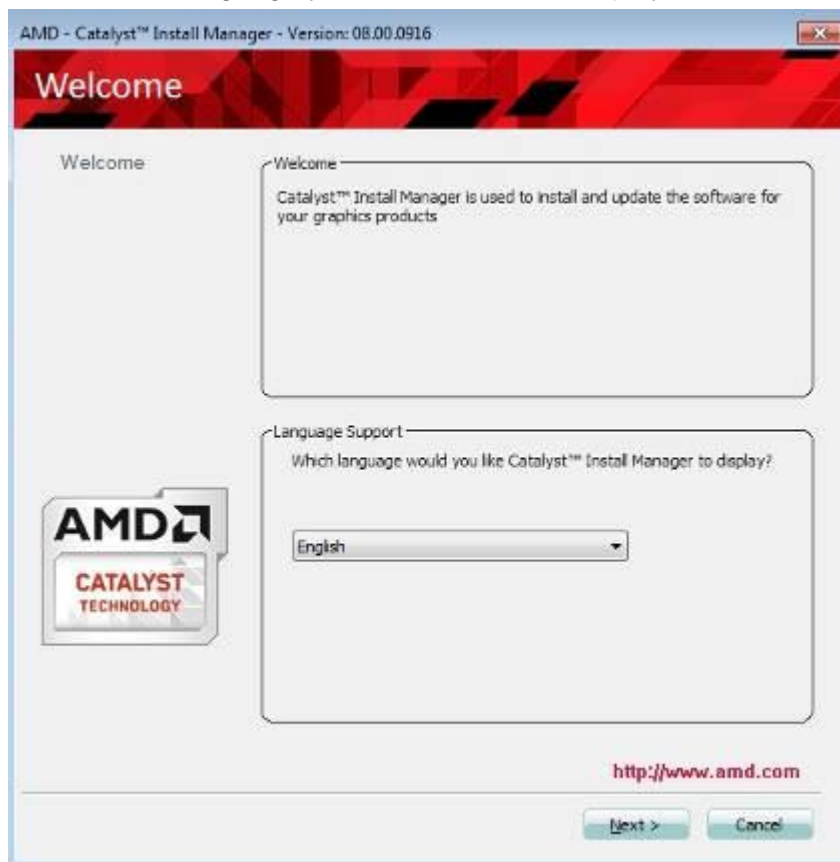 AMD - Catalyst™ Install Manager - Version: 08.00.0916
Welcome
Welcome
Welcome
Catalyst™ Install Manager is used to install and update the software for
your graphics products
Language Support
Which language would you like Catalyst™ Install Manager to display?
English
AMD
CATALYST
TECHNOLOGY
http://www.amd.com
Next >
Cancel